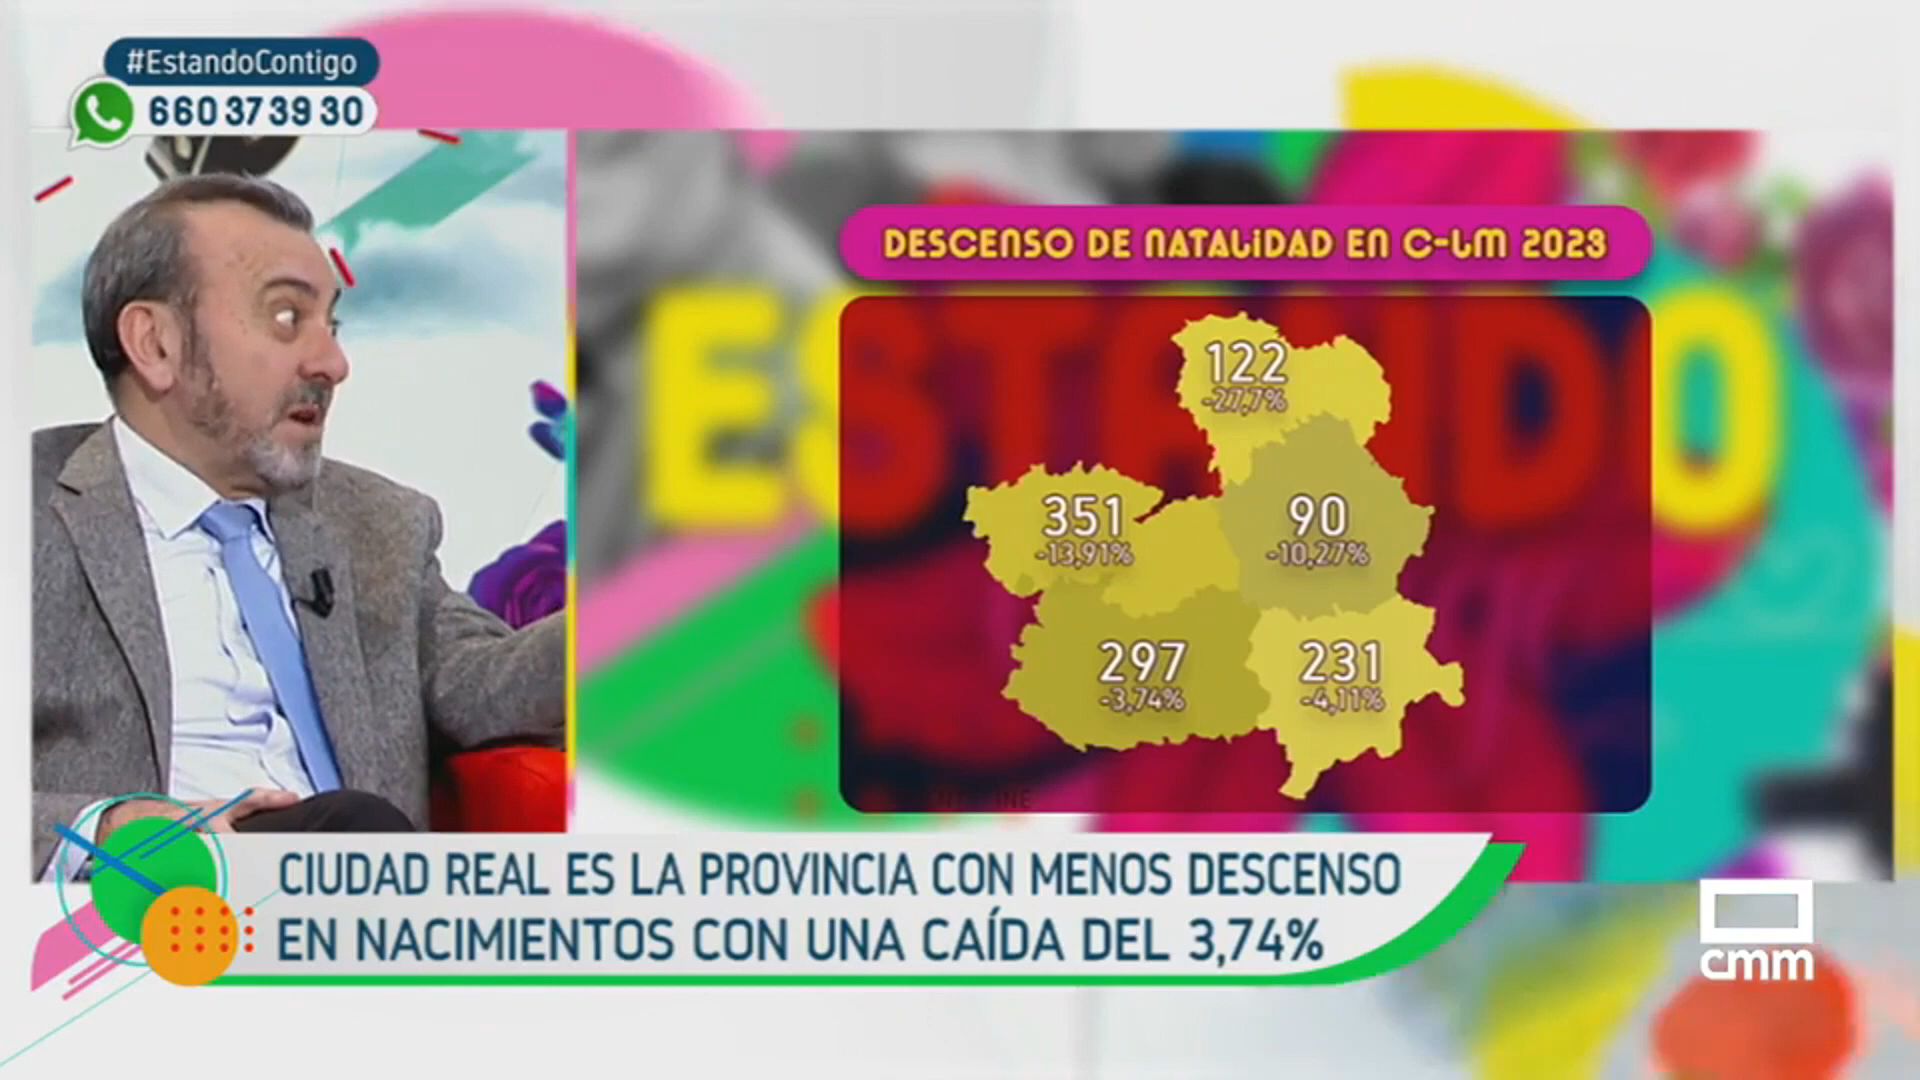 #EstandoContigo
660 37 39 30
DESCENSO DE NATALIDAD EN C-LM 2023
ESTANDO
122
-27,7%
351
-13,91%
90
-10,27%
297
-3,74%
231
-4,11%
CIUDAD REAL ES LA PROVINCIA CON MENOS DESCENSO
EN NACIMIENTOS CON UNA CAÍDA DEL 3,74%
cmm